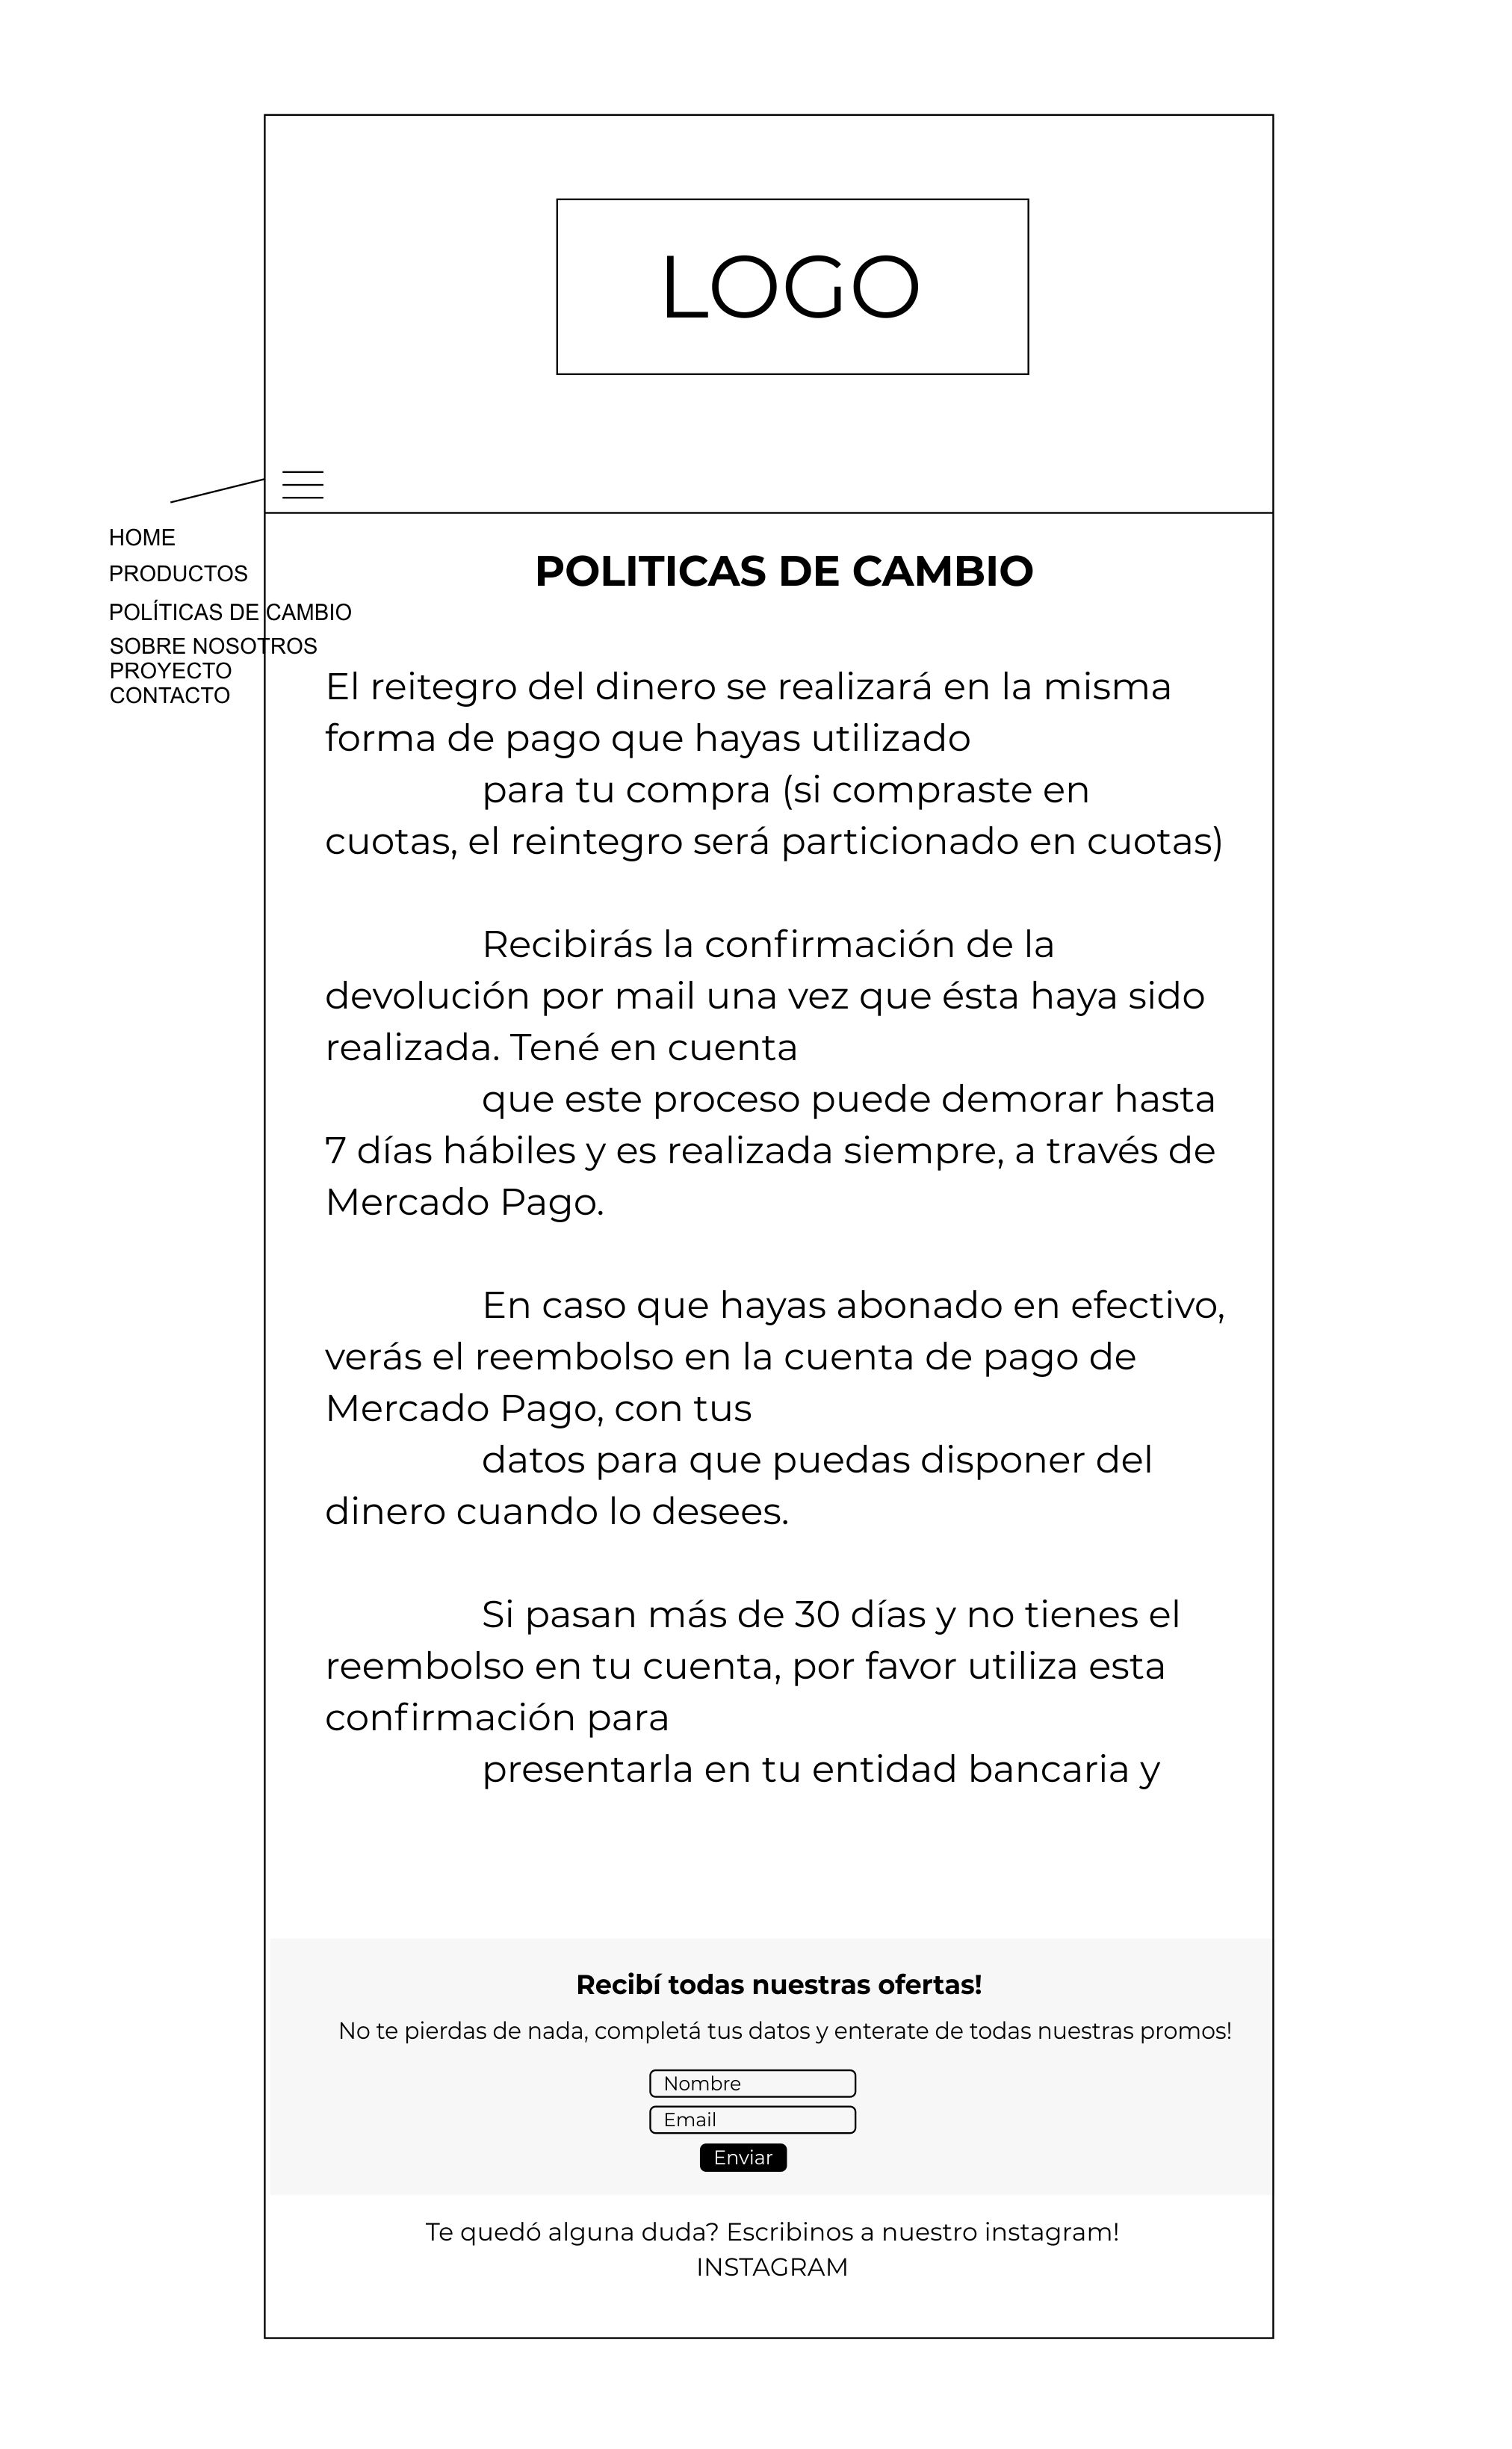 LOGO
HOME
PRODUCTOS
POLÍTICAS DE CAMBIO
SOBRE NOSOTROS
PROYECTO
CONTACTO
POLITICAS DE CAMBIO
El reitegro del dinero se realizará en la misma
forma de pago que hayas utilizado
para tu compra (si compraste en
cuotas, el reintegro será particionado en cuotas)
Recibirás la confirmación de la
devolución por mail una vez que ésta haya sido
realizada. Tené en cuenta
que este proceso puede demorar hasta
7 días hábiles y es realizada siempre, a través de
Mercado Pago.
En caso que hayas abonado en efectivo,
verás el reembolso en la cuenta de pago de
Mercado Pago, con tus
datos para que puedas disponer del
dinero cuando lo desees.
Si pasan más de 30 días y no tienes el
reembolso en tu cuenta, por favor utiliza esta
confirmación para
presentarla en tu entidad bancaria y
Recibí todas nuestras ofertas!
No te pierdas de nada, completá tus datos y enterate de todas nuestras promos!
Nombre
Email
Enviar
Te quedó alguna duda? Escribinos a nuestro instagram!
INSTAGRAM